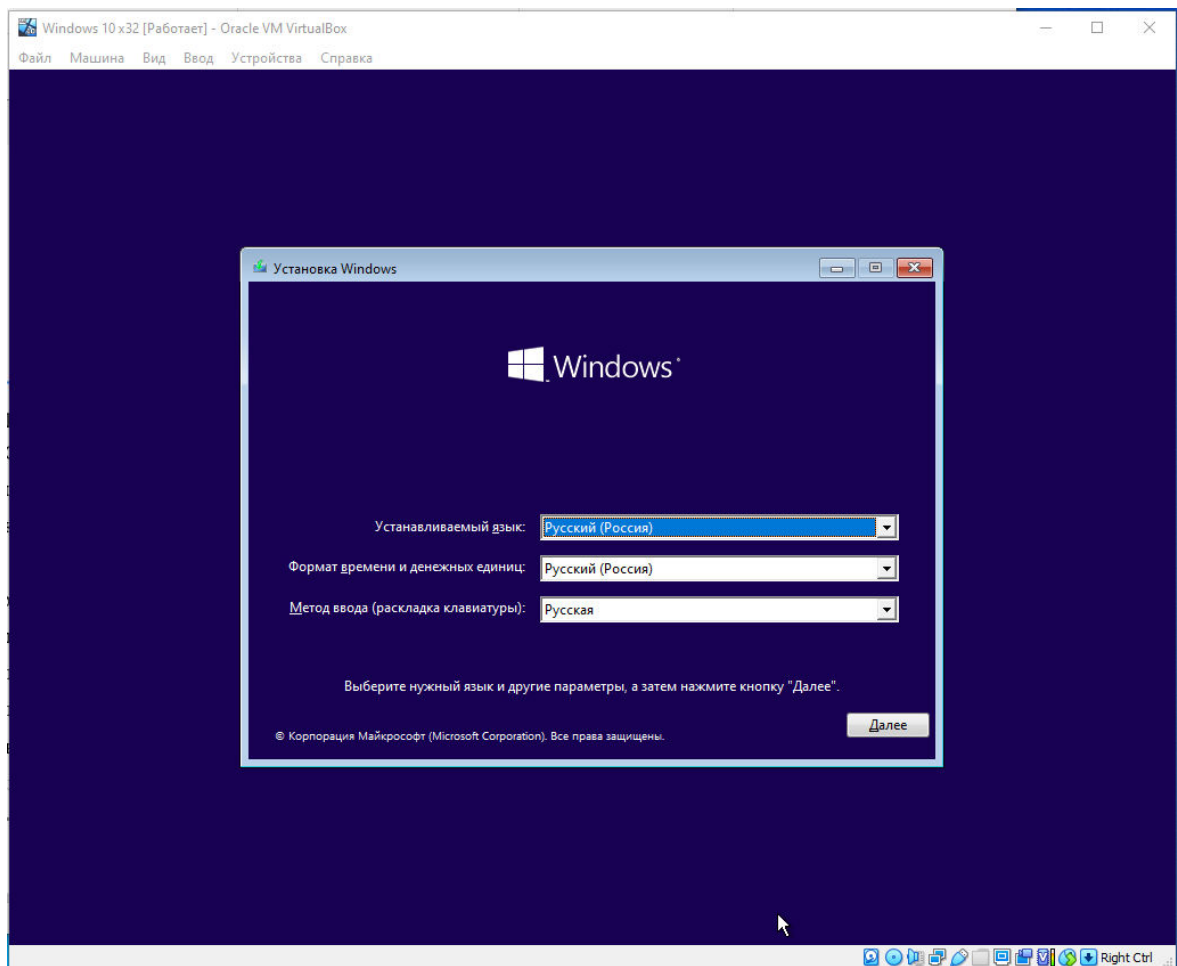 Windows 10 x32 [Работает] - Oracle VM VirtualBox
Файл Машина Вид Ввод Устройства Справка
Установка Windows
Windows
Устанавливаемый язык: Русский (Россия)
Формат времени и денежных единиц: Русский (Россия)
Метод ввода (раскладка клавиатуры): Русская
Выберите нужный язык и другие параметры, а затем нажмите кнопку "Далее".
Далее
© Корпорация Майкрософт (Microsoft Corporation). Все права защищены.
Right Ctrl